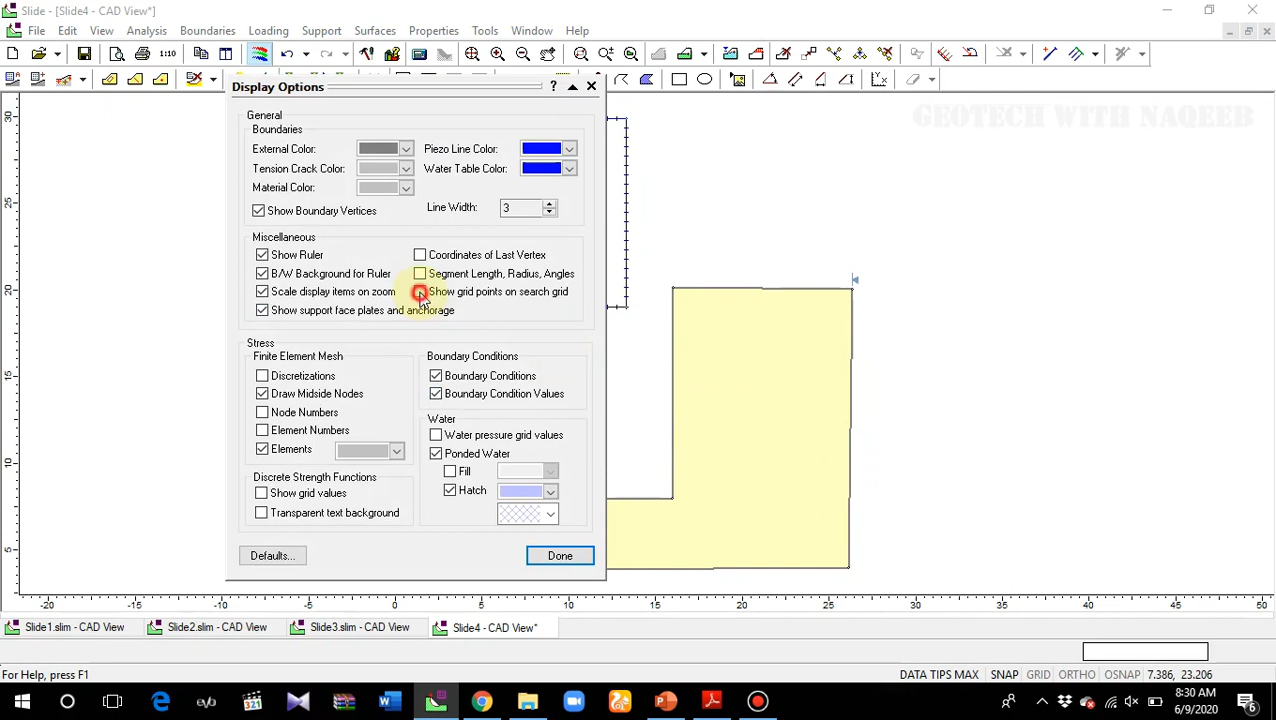 Slide - [Slide4 - CAD View*]
File Edit View Analysis Boundaries Loading Support Surfaces Properties Tools Window Help
1:10
GEOTECH WITH NAQEEB
Display Options
?
General
Boundaries
External Color:
Piezo Line Color:
Tension Crack Color:
Water Table Color:
Material Color:
Show Boundary Vertices
Line Width: 3
Miscellaneous
Show Ruler
Coordinates of Last Vertex
B/W Background for Ruler
Segment Length, Radius, Angles
Scale display items on zoom
Show grid points on search grid
Show support face plates and anchorage
Stress
Finite Element Mesh
Discretizations
Draw Midside Nodes
Node Numbers
Element Numbers
Elements
Boundary Conditions
Boundary Conditions
Boundary Condition Values
Water
Water pressure grid values
Ponded Water
Fill
Hatch
Discrete Strength Functions
Show grid values
Transparent text background
Defaults...
Done
30
25
20
15
10
5
-20 -15 -10 -5 0 5 10 15 20 25 30 35 40 45 50
Slide1.slim - CAD View Slide2.slim - CAD View Slide3.slim - CAD View Slide4 - CAD View*
For Help, press F1
DATA TIPS MAX SNAP GRID ORTHO OSNAP 7.386, 23.206
8:30 AM
6/9/2020
6